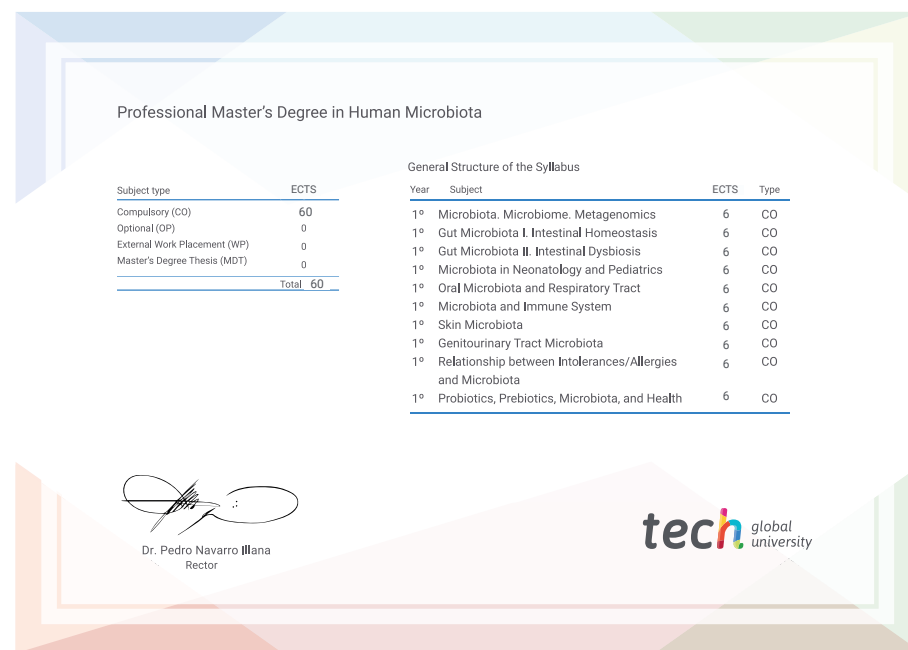 Professional Master's Degree in Human Microbiota
General Structure of the Syllabus
Subject type ECTS
Compulsory (CO) 60
Optional (OP) 0
External Work Placement (WP) 0
Master's Degree Thesis (MDT) 0
Total 60
Year Subject ECTS Type
1º Microbiota. Microbiome. Metagenomics 6 CO
1º Gut Microbiota I. Intestinal Homeostasis 6 CO
1º Gut Microbiota II. Intestinal Dysbiosis 6 CO
1º Microbiota in Neonatology and Pediatrics 6 CO
1º Oral Microbiota and Respiratory Tract 6 CO
1º Microbiota and Immune System 6 CO
1º Skin Microbiota 6 CO
1º Genitourinary Tract Microbiota 6 CO
1º Relationship between Intolerances/Allergies 6 CO
and Microbiota
1º Probiotics, Prebiotics, Microbiota, and Health 6 CO
Dr. Pedro Navarro Illana
Rector
tech global
university